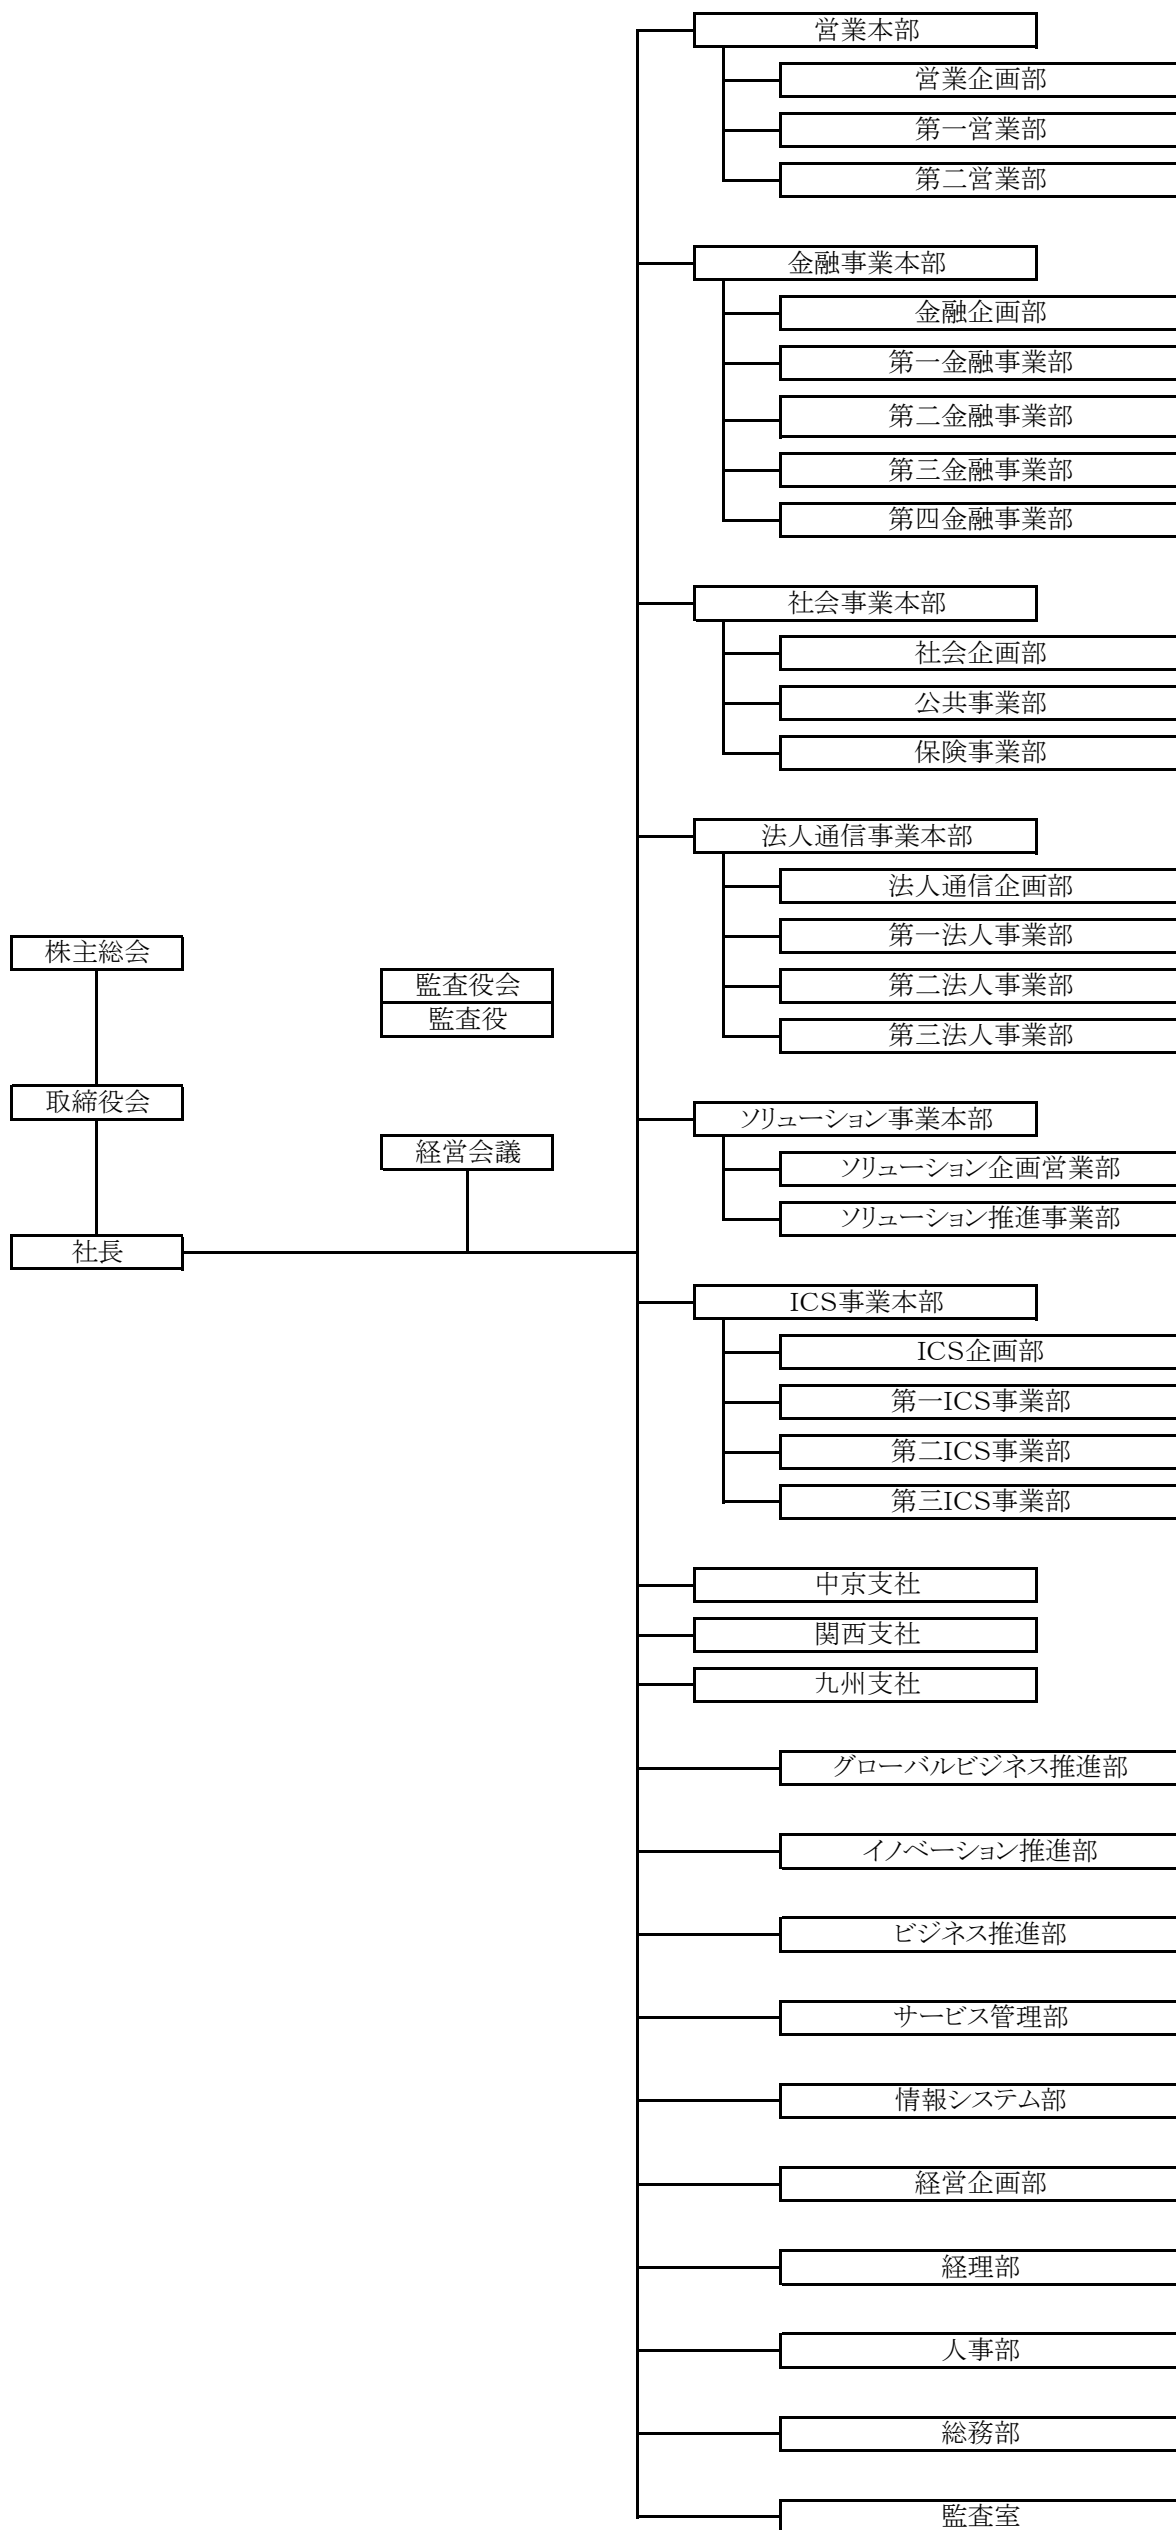 株主総会
取締役会
社長
監査役会
監査役
経営会議
営業本部
営業企画部
第一営業部
第二営業部
金融事業本部
金融企画部
第一金融事業部
第二金融事業部
第三金融事業部
第四金融事業部
社会事業本部
社会企画部
公共事業部
保険事業部
法人通信事業本部
法人通信企画部
第一法人事業部
第二法人事業部
第三法人事業部
ソリューション事業本部
ソリューション企画営業部
ソリューション推進事業部
ICS事業本部
ICS企画部
第一ICS事業部
第二ICS事業部
第三ICS事業部
中京支社
関西支社
九州支社
グローバルビジネス推進部
イノベーション推進部
ビジネス推進部
サービス管理部
情報システム部
経営企画部
経理部
人事部
総務部
監査室